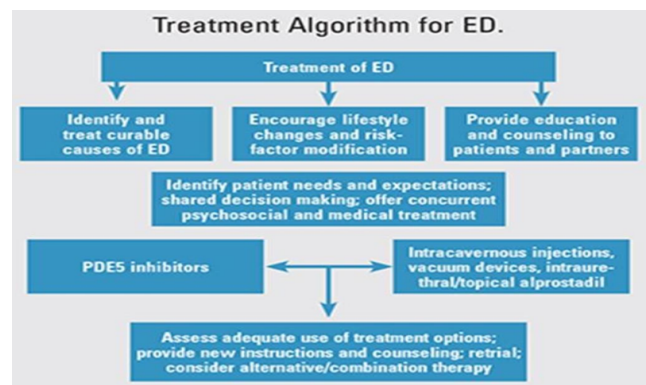 Treatment Algorithm for ED.
Treatment of ED
Identify and
treat curable
causes of ED
Encourage lifestyle
changes and risk-
factor modification
Provide education
and counseling to
patients and partners
Identify patient needs and expectations;
shared decision making; offer concurrent
psychosocial and medical treatment
PDE5 inhibitors
Intracavernous injections,
vacuum devices, intraure-
thral/topical alprostadil
Assess adequate use of treatment options;
provide new instructions and counseling; retrial;
consider alternative/combination therapy